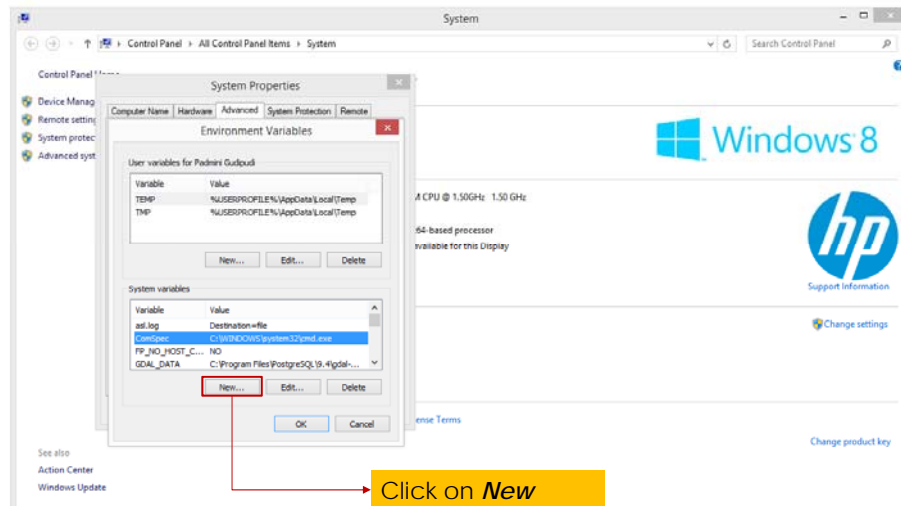 System
Control Panel ▸ All Control Panel Items ▸ System
Search Control Panel
Control Panel
Device Manag
Remote setting
System protec
Advanced syst
System Properties
Computer Name Hardware Advanced System Protection Remote
Environment Variables
User variables for Padmini Gudipudi
Variable Value
TEMP %USERPROFILE%\AppData\Local\Temp
TMP %USERPROFILE%\AppData\Local\Temp
New... Edit... Delete
System variables
Variable Value
asl.log Destination=file
ComSpec C:\WINDOWS\system32\cmd.exe
FP_NO_HOST_C... NO
GDAL_DATA C:\Program Files\PostgreSQL\9.4\gdal-...
New... Edit... Delete
OK Cancel
Windows 8
M CPU @ 1.50GHz 1.50 GHz
64-based processor
available for this Display
hp
Support Information
Change settings
ense Terms
Change product key
See also
Action Center
Windows Update
Click on New